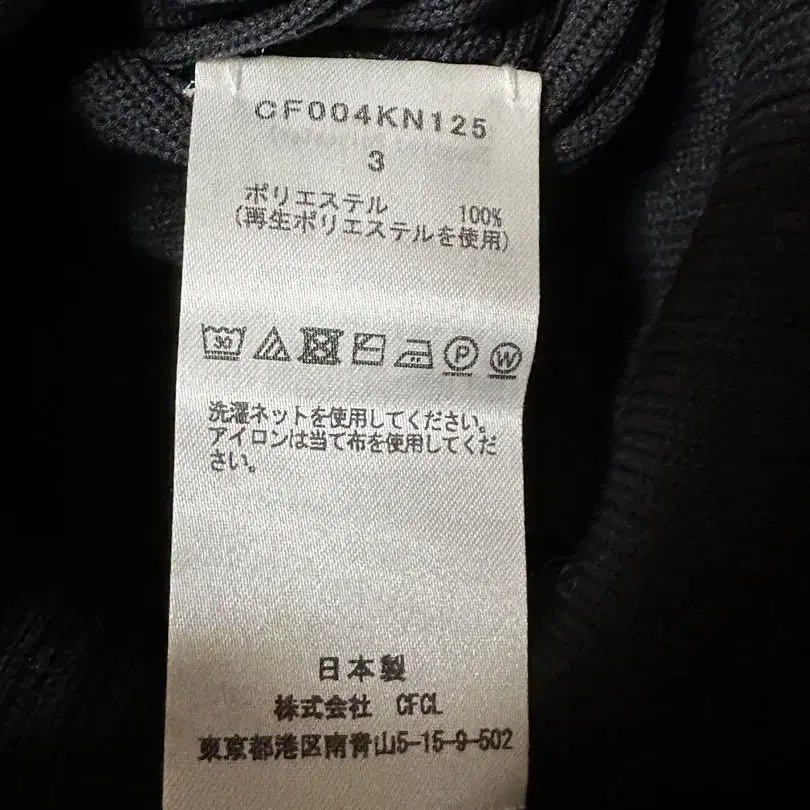 CF004KN125
3
ポリエステル 100%
(再生ポリエステルを使用)
30
P W
洗濯ネットを使用してください。
アイロンは当て布を使用してくだ
さい。
日本製
株式会社 CFCL
東京都港区南青山5-15-9-502